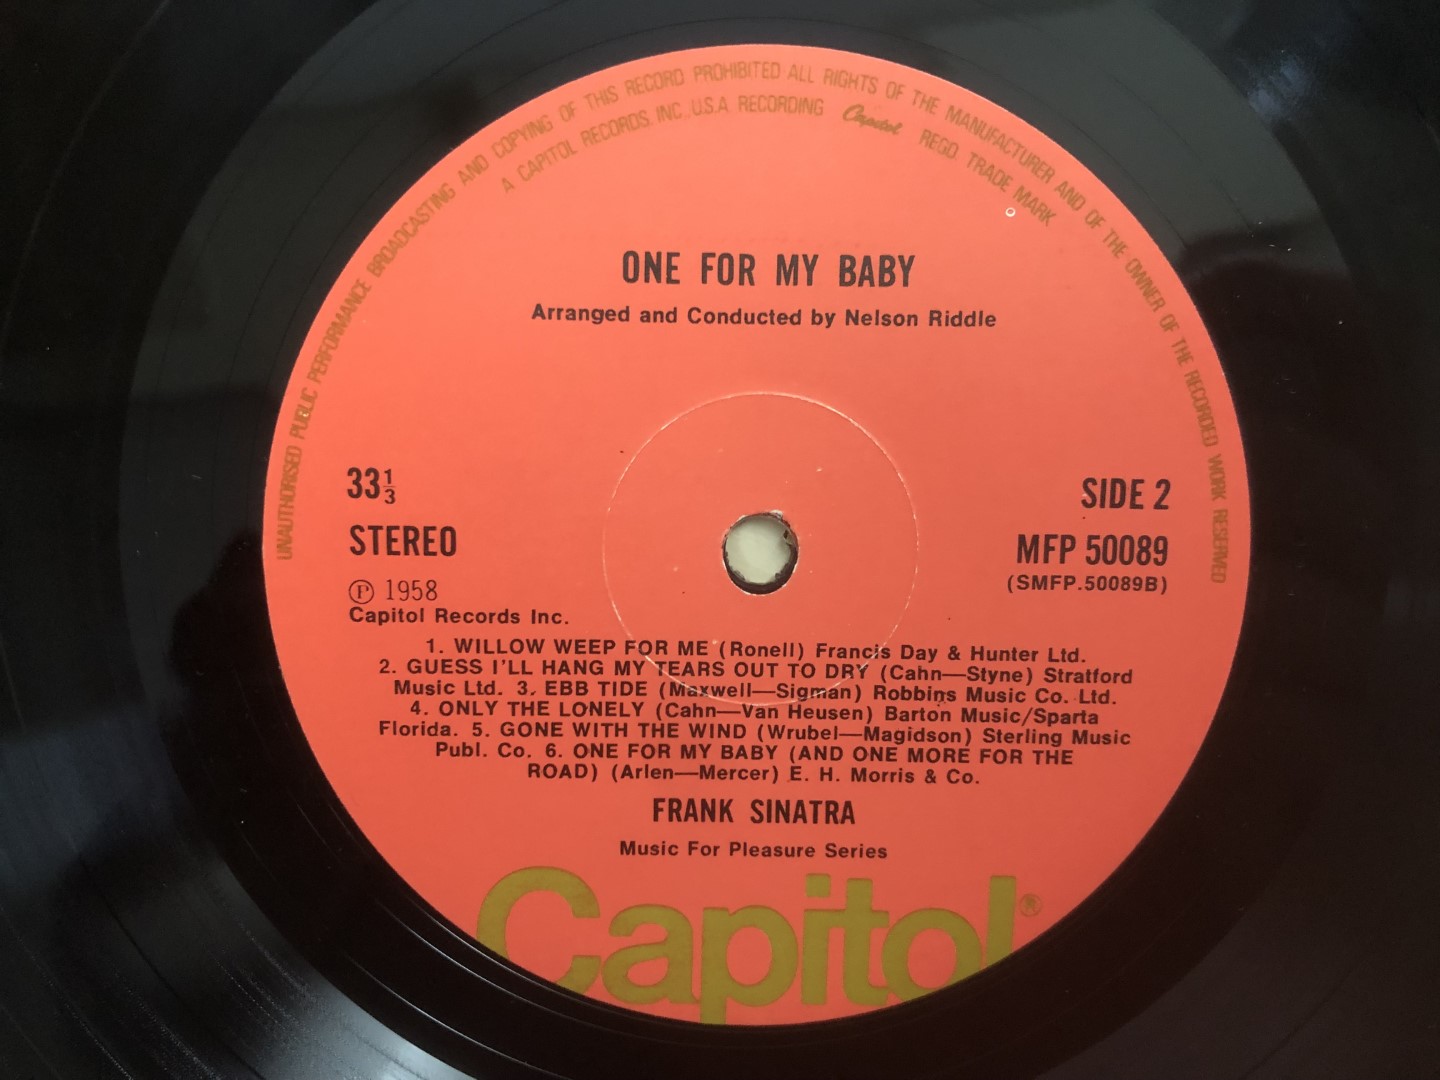 UNAUTHORISED PUBLIC PERFORMANCE BROADCASTING AND COPYING OF THIS RECORD PROHIBITED ALL RIGHTS OF THE MANUFACTURER AND OF THE OWNER OF THE RECORDED WORK RESERVED
A CAPITOL RECORDS, INC., U.S.A. RECORDING Capitol REGD. TRADE MARK
ONE FOR MY BABY
Arranged and Conducted by Nelson Riddle
33⅓
STEREO
Ⓟ 1958
Capitol Records Inc.
SIDE 2
MFP 50089
(SMFP.50089B)
1. WILLOW WEEP FOR ME (Ronell) Francis Day & Hunter Ltd.
2. GUESS I'LL HANG MY TEARS OUT TO DRY (Cahn—Styne) Stratford
Music Ltd. 3. EBB TIDE (Maxwell—Sigman) Robbins Music Co. Ltd.
4. ONLY THE LONELY (Cahn—Van Heusen) Barton Music/Sparta
Florida. 5. GONE WITH THE WIND (Wrubel—Magidson) Sterling Music
Publ. Co. 6. ONE FOR MY BABY (AND ONE MORE FOR THE
ROAD) (Arlen—Mercer) E. H. Morris & Co.
FRANK SINATRA
Music For Pleasure Series
Capitol®